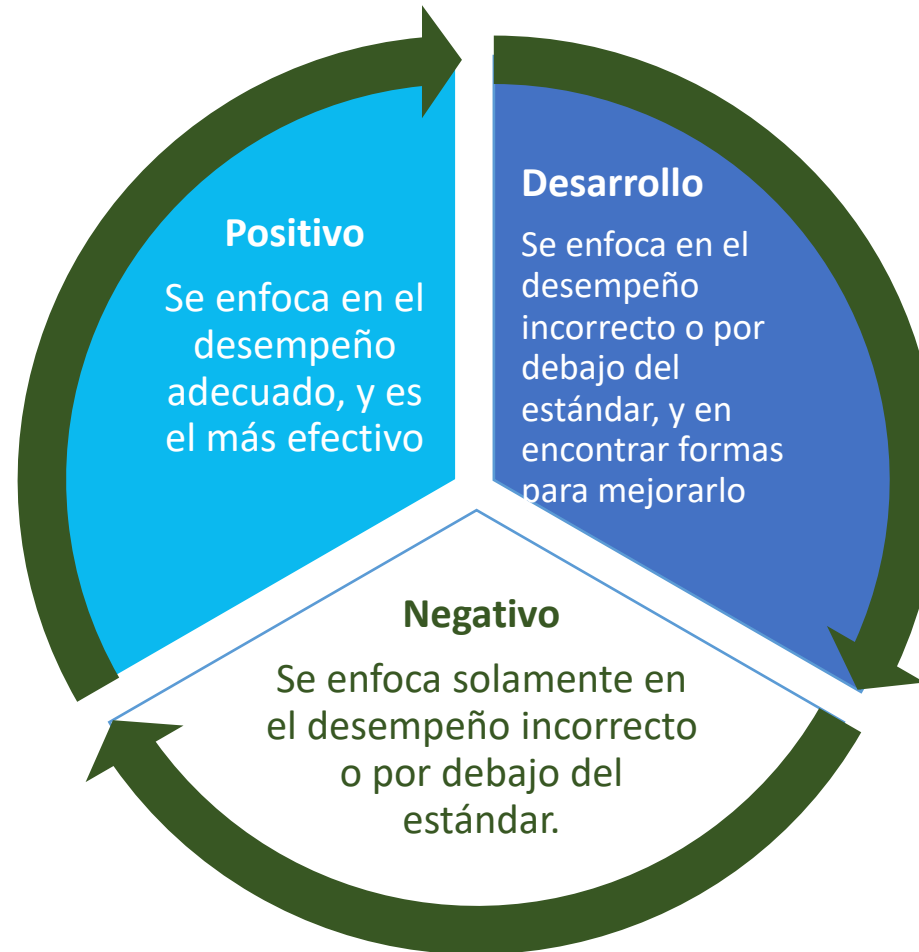 Positivo
Se enfoca en el
desempeño
adecuado, y es
el más efectivo
Desarrollo
Se enfoca en el
desempeño
incorrecto o por
debajo del
estándar, y en
encontrar formas
para mejorarlo
Negativo
Se enfoca solamente en
el desempeño incorrecto
o por debajo del
estándar.